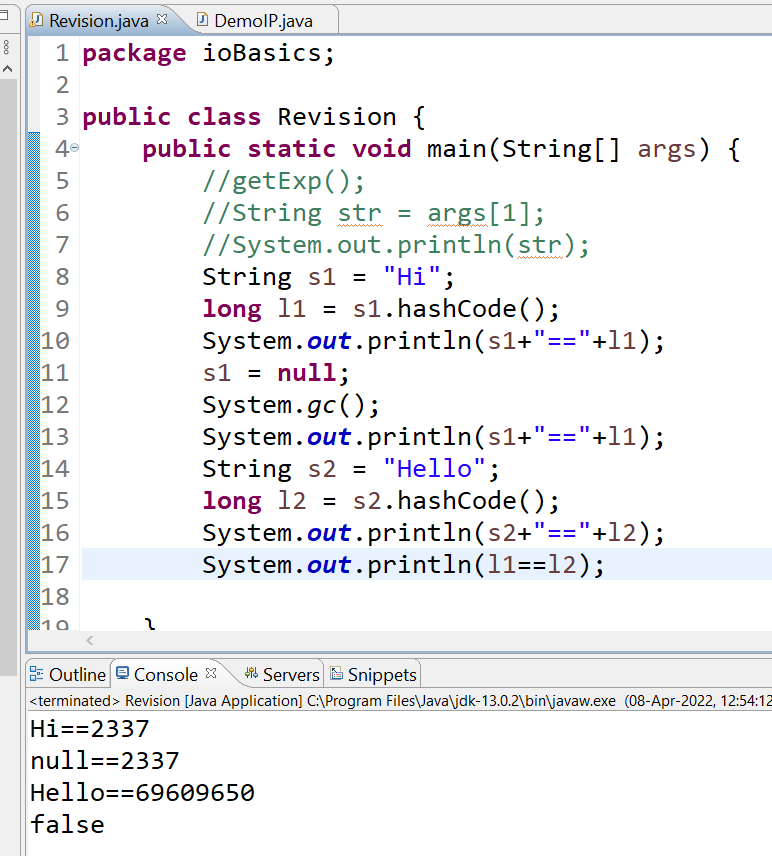 Revision.java DemoIP.java
1 package ioBasics;
2
3 public class Revision {
4 public static void main(String[] args) {
5 //getExp();
6 //String str = args[1];
7 //System.out.println(str);
8 String s1 = "Hi";
9 long l1 = s1.hashCode();
10 System.out.println(s1+"=="+l1);
11 s1 = null;
12 System.gc();
13 System.out.println(s1+"=="+l1);
14 String s2 = "Hello";
15 long l2 = s2.hashCode();
16 System.out.println(s2+"=="+l2);
17 System.out.println(l1==l2);
18
19 }
Outline Console Servers Snippets
<terminated> Revision [Java Application] C:\Program Files\Java\jdk-13.0.2\bin\javaw.exe (08-Apr-2022, 12:54:12
Hi==2337
null==2337
Hello==69609650
false